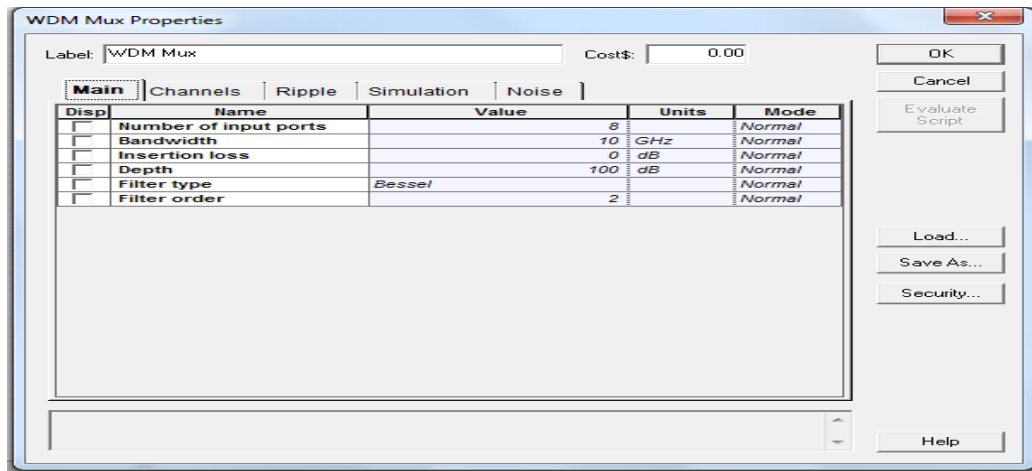 WDM Mux Properties
Label: WDM Mux Cost$: 0.00 OK
Cancel
Evaluate Script
Main Channels Ripple Simulation Noise
Disp Name Value Units Mode
Number of input ports 8 Normal
Bandwidth 10 GHz Normal
Insertion loss 0 dB Normal
Depth 100 dB Normal
Filter type Bessel Normal
Filter order 2 Normal
Load...
Save As...
Security...
Help